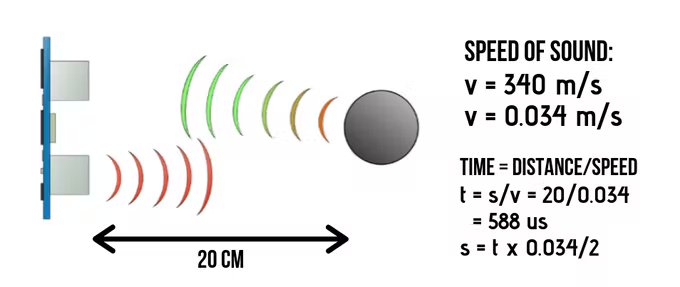 SPEED OF SOUND:
v = 340 m/s
v = 0.034 m/s
TIME = DISTANCE/SPEED
t = s/v = 20/0.034
= 588 us
s = t x 0.034/2
20 CM